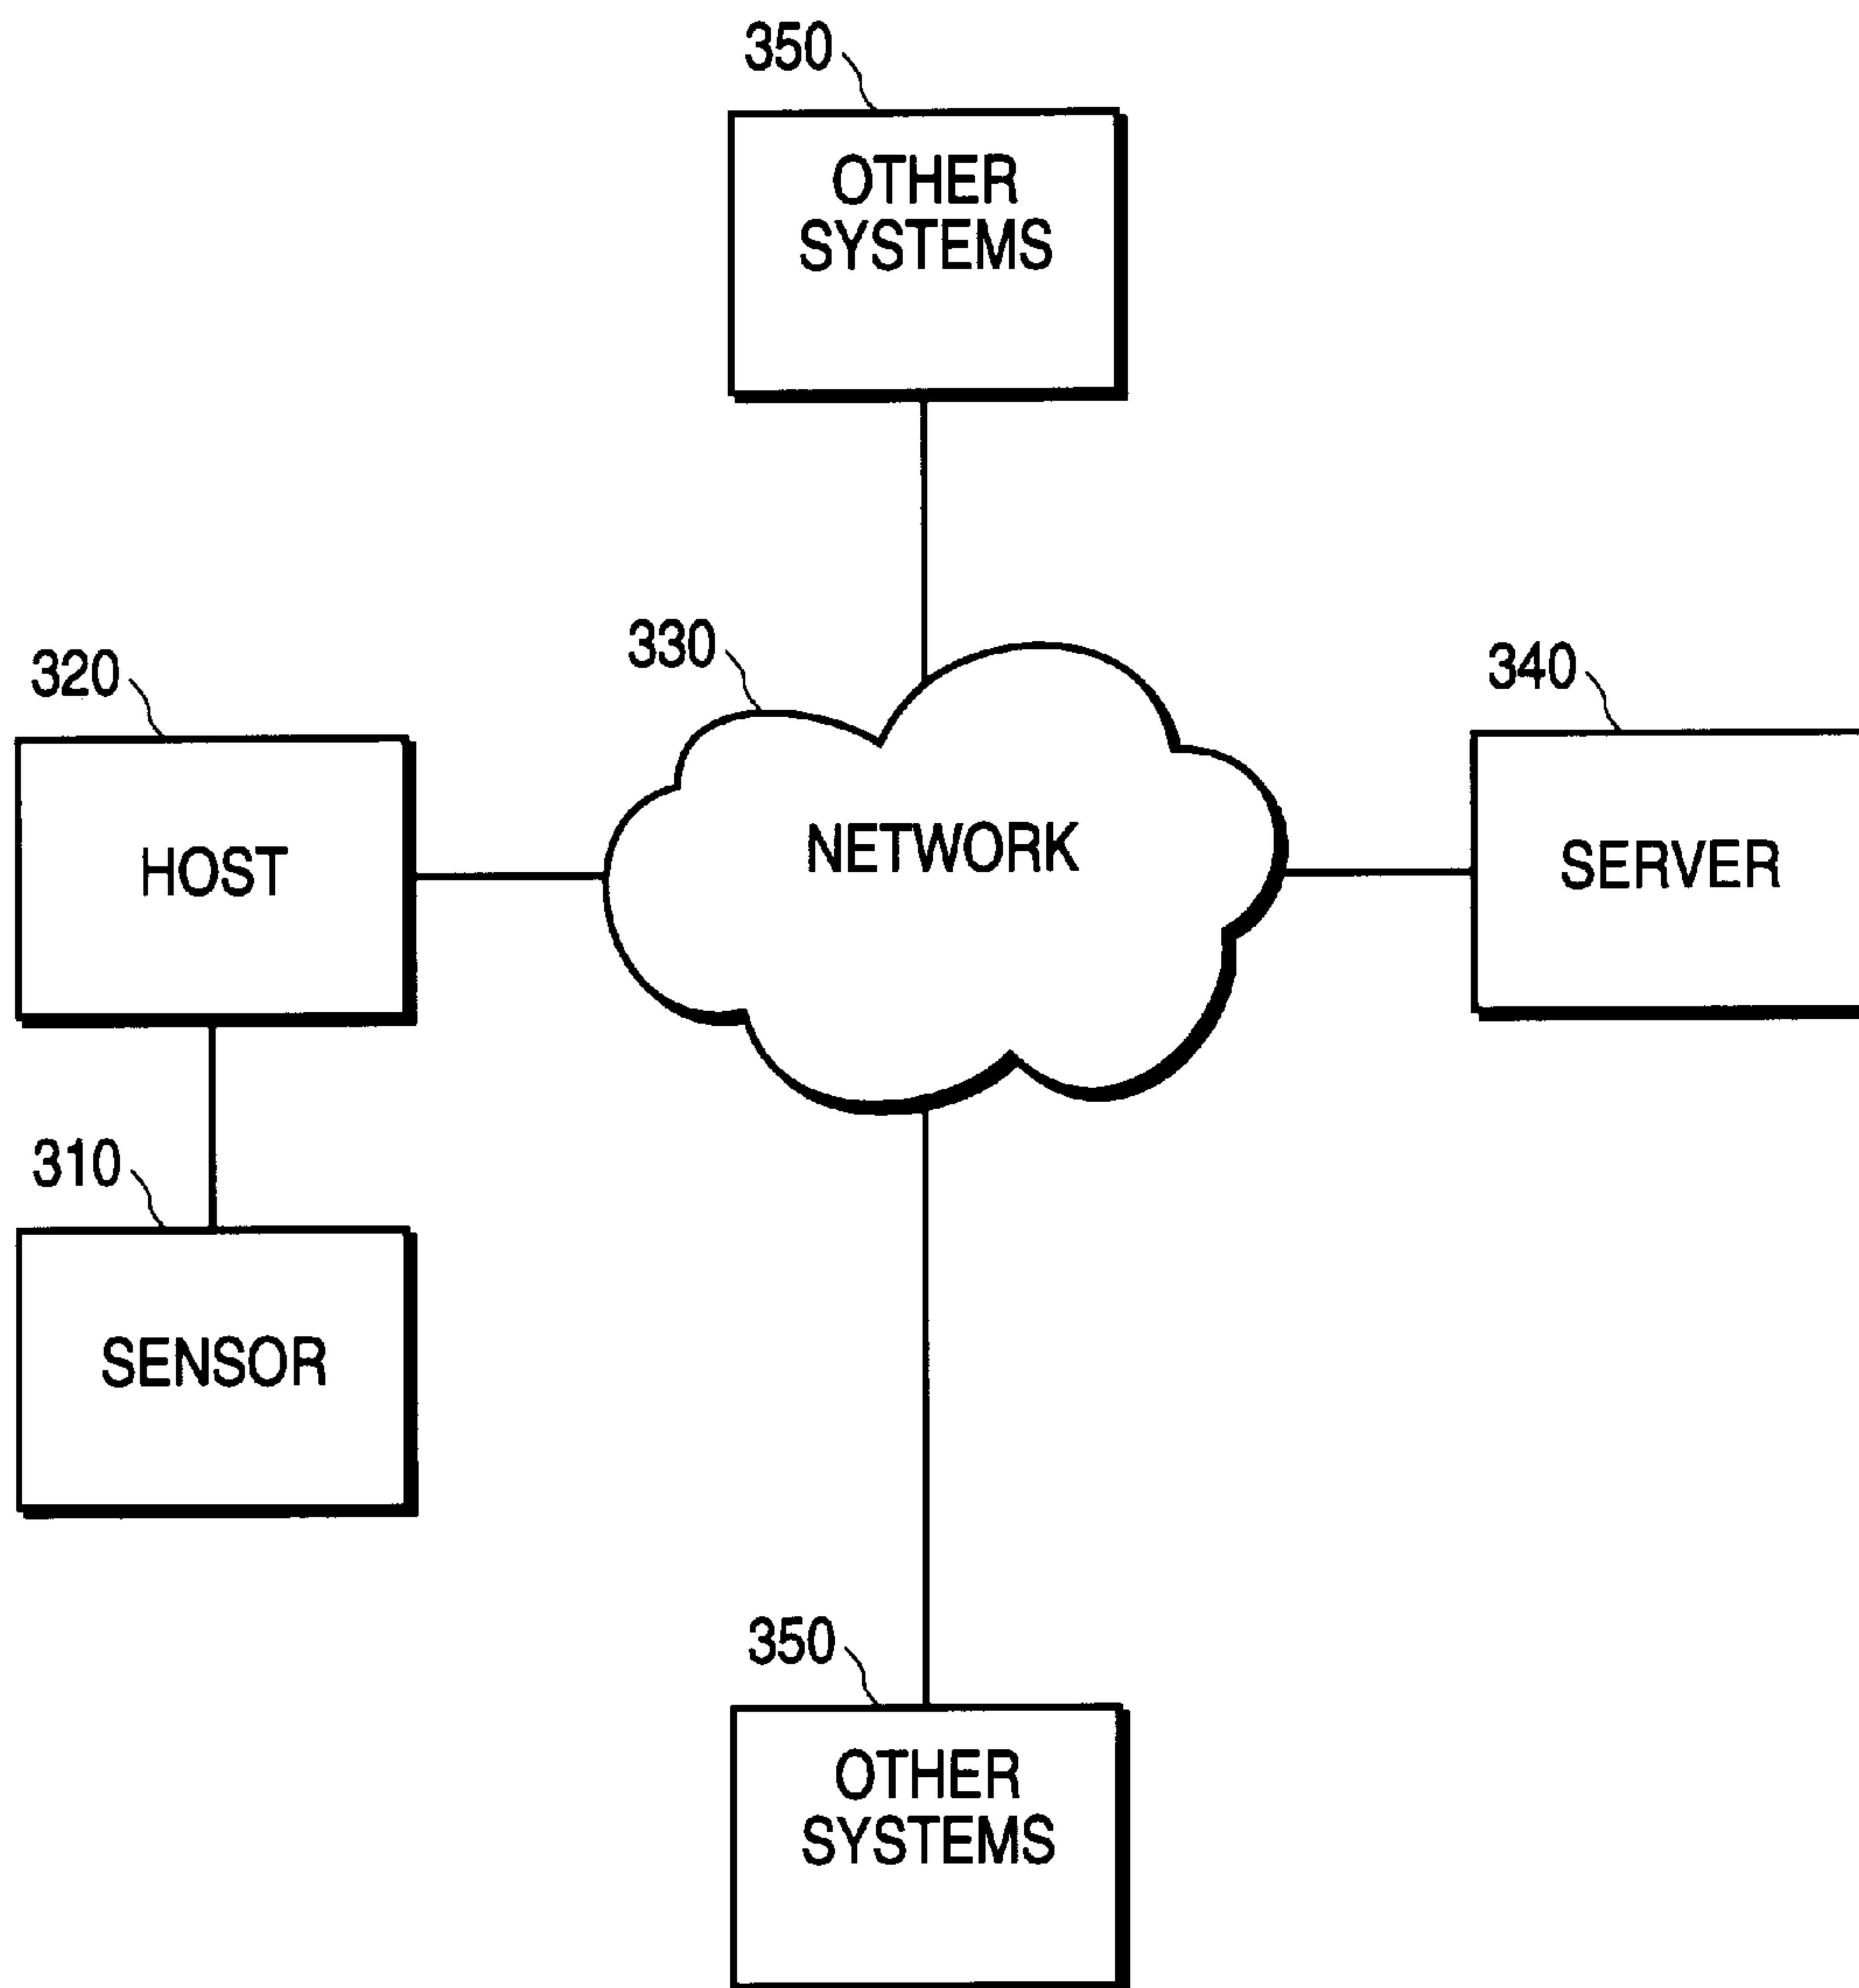 350
OTHER
SYSTEMS
330
320
340
NETWORK
HOST
SERVER
310
SENSOR
350
OTHER
SYSTEMS